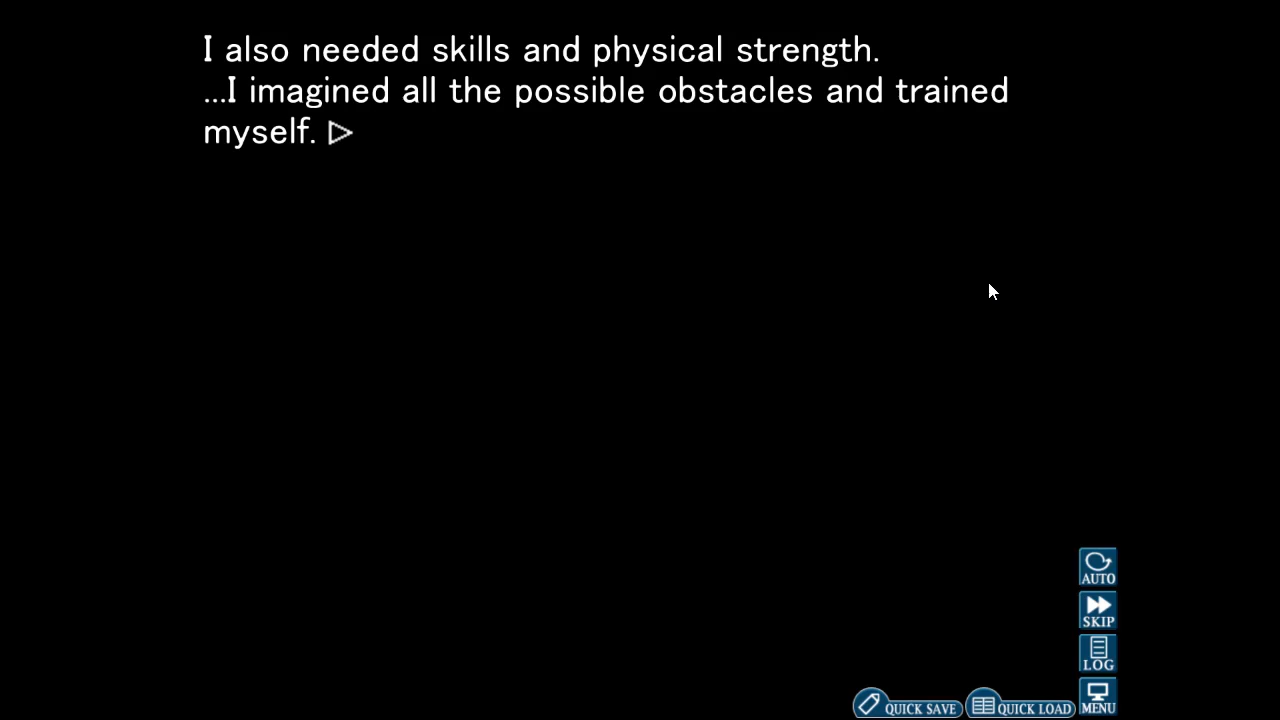 I also needed skills and physical strength.
...I imagined all the possible obstacles and trained
myself.
AUTO
SKIP
LOG
QUICK SAVE QUICK LOAD MENU